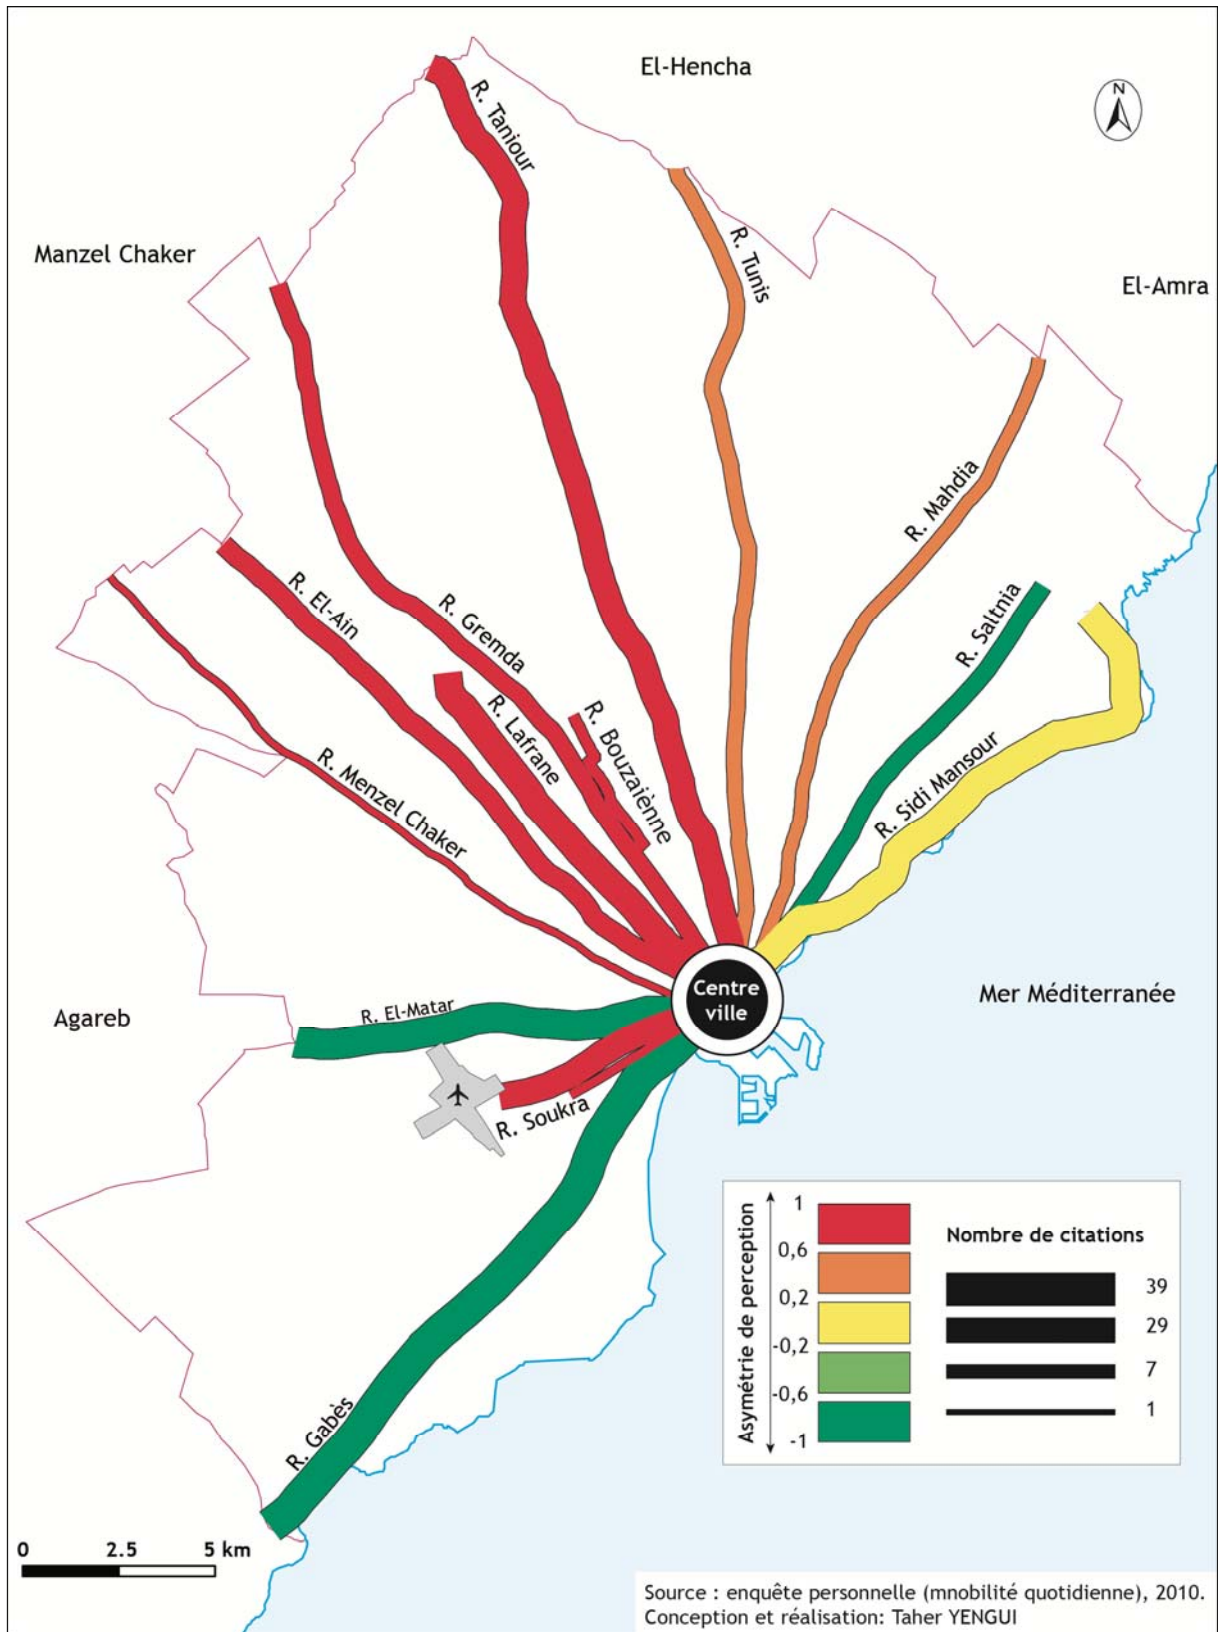 El-Hencha
N
R. Taniour
Manzel Chaker
R. Tunis
El-Amra
R. Mahdia
R. Saltnia
R. El-Ain
R. Gremda
R. Lafrane
R. Bouzaiènne
R. Menzel Chaker
R. Sidi Mansour
Centre
ville
Mer Méditerranée
Agareb
R. El-Matar
R. Soukra
R. Gabès
Asymétrie de perception
1
0,6
0,2
-0,2
-0,6
-1
Nombre de citations
39
29
7
1
0 2.5 5 km
Source : enquête personnelle (mnobilité quotidienne), 2010.
Conception et réalisation: Taher YENGUI